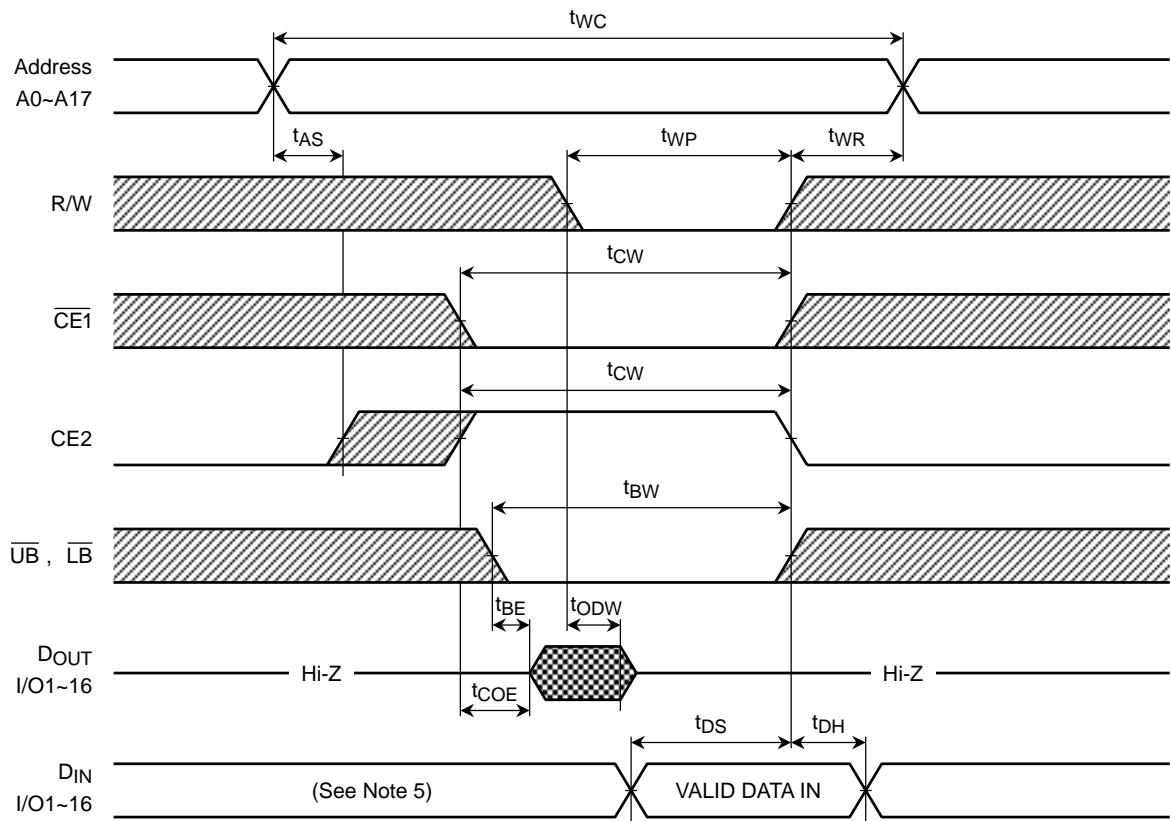 tWC
Address
A0~A17
tAS
tWP
tWR
R/W
tCW
CE1
tCW
CE2
tBW
UB , LB
tBE
tODW
DOUT
I/O1~16
Hi-Z
Hi-Z
tCOE
tDS
tDH
DIN
I/O1~16
(See Note 5)
VALID DATA IN